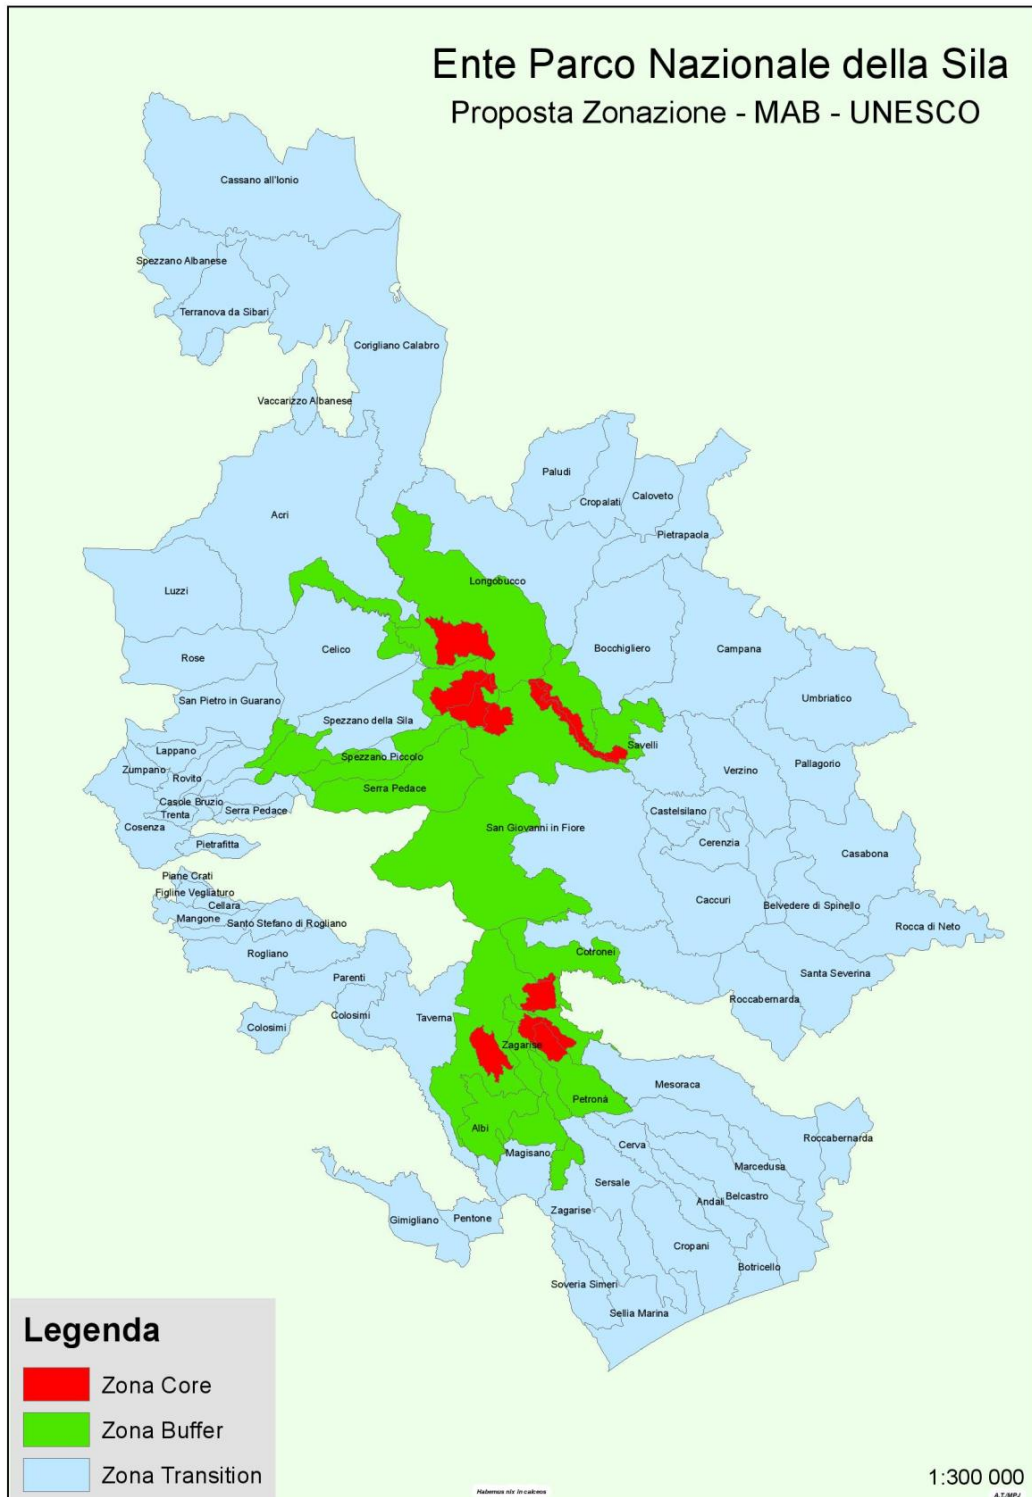 Ente Parco Nazionale della Sila
Proposta Zonazione - MAB - UNESCO
Cassano all'Ionio
Spezzano Albanese
Terranova da Sibari
Corigliano Calabro
Vaccarizzo Albanese
Paludi
Cropalati
Caloveto
Pietrapaola
Acri
Longobucco
Luzzi
Rose
Celico
Bocchigliero
Campana
Umbriatico
San Pietro in Guarano
Spezzano della Sila
Lappano
Zumpano
Rovito
Spezzano Piccolo
Savelli
Verzino
Pallagorio
Casole Bruzio
Trenta
Serra Pedace
Serra Pedace
Cosenza
Pietrafitta
San Giovanni in Fiore
Castelsilano
Cerenzia
Casabona
Piane Crati
Figline Vegliaturo
Cellara
Mangone
Santo Stefano di Rogliano
Caccuri
Belvedere di Spinello
Rocca di Neto
Rogliano
Cotronei
Santa Severina
Parenti
Roccabernarda
Colosimi
Colosimi
Taverna
Zagarise
Mesoraca
Petronà
Albi
Magisano
Cerva
Roccabernarda
Marcedusa
Sersale
Andali
Belcastro
Zagarise
Gimigliano
Pentone
Cropani
Botricello
Soveria Simeri
Sellia Marina
Legenda
Zona Core
Zona Buffer
Zona Transition
1:300 000
Habemus nix in calceos
A.T./MPJ